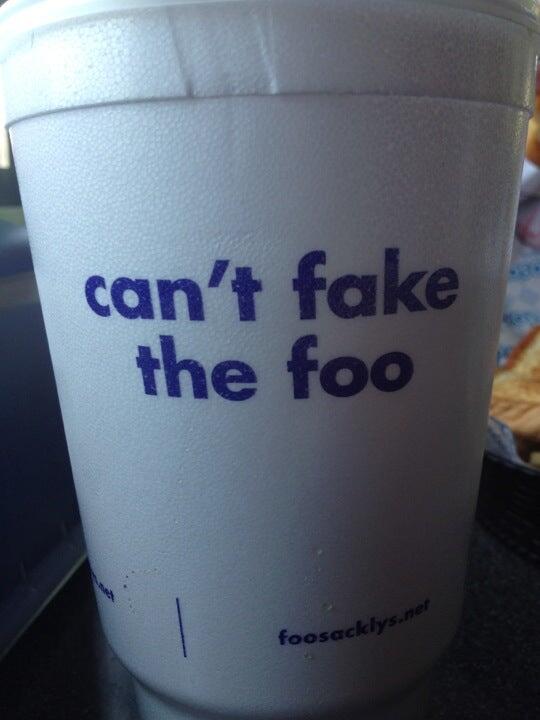 can't fake
the foo
foosacklys.net